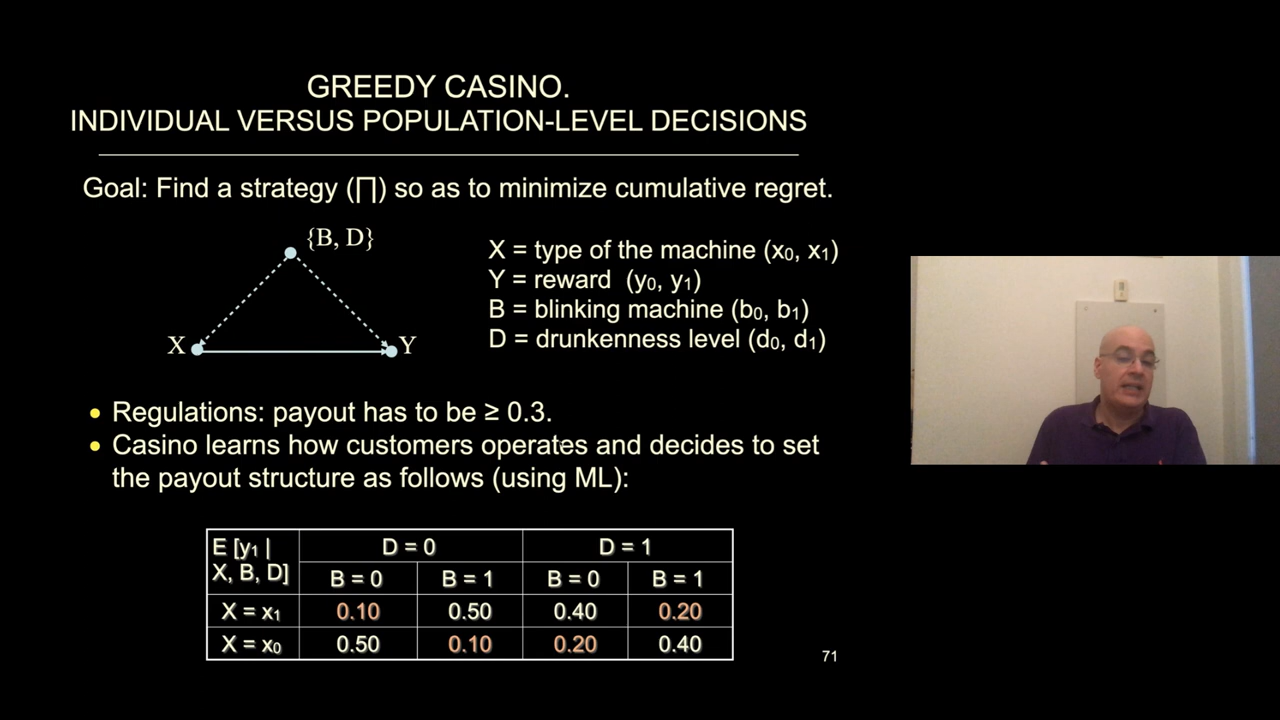 GREEDY CASINO.
INDIVIDUAL VERSUS POPULATION-LEVEL DECISIONS
Goal: Find a strategy (∏) so as to minimize cumulative regret.
{B, D}
X
Y
X = type of the machine (x0, x1)
Y = reward (y0, y1)
B = blinking machine (b0, b1)
D = drunkenness level (d0, d1)
• Regulations: payout has to be ≥ 0.3.
• Casino learns how customers operates and decides to set
the payout structure as follows (using ML):
E [y1 | X, B, D] D = 0 D = 1
B = 0 B = 1 B = 0 B = 1
X = x1 0.10 0.50 0.40 0.20
X = x0 0.50 0.10 0.20 0.40
71